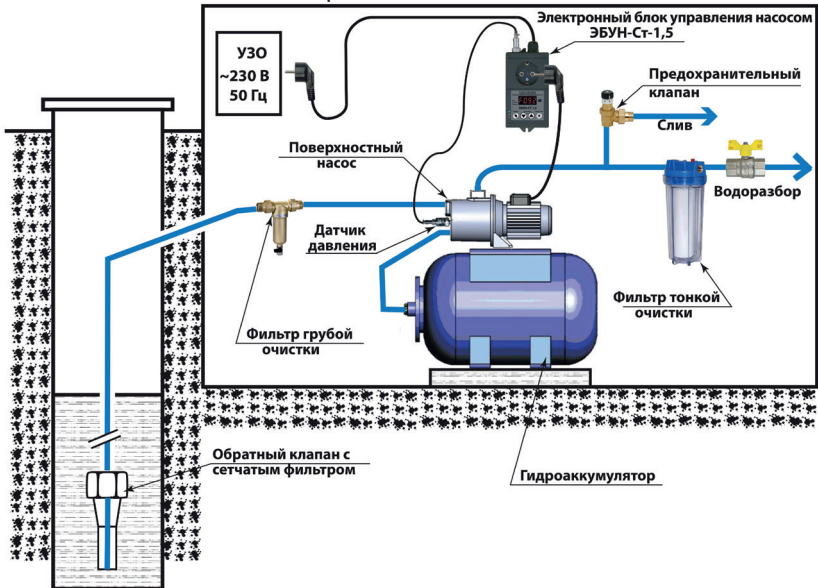 Электронный блок управления насосом
ЭБУН-Ст-1,5
УЗО
~230 В
50 Гц
Предохранительный
клапан
Слив
Поверхностный
насос
Водоразбор
Датчик
давления
Фильтр тонкой
очистки
Фильтр грубой
очистки
Обратный клапан с
сетчатым фильтром
Гидроаккумулятор